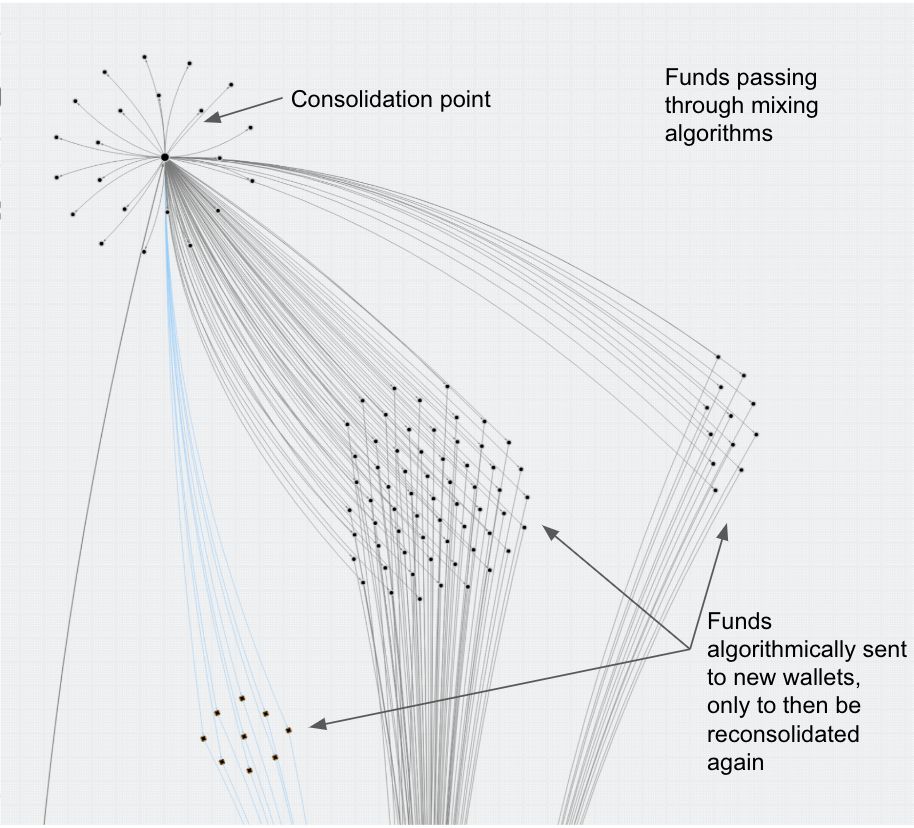 Funds passing
through mixing
algorithms
Consolidation point
Funds
algorithmically sent
to new wallets,
only to then be
reconsolidated
again